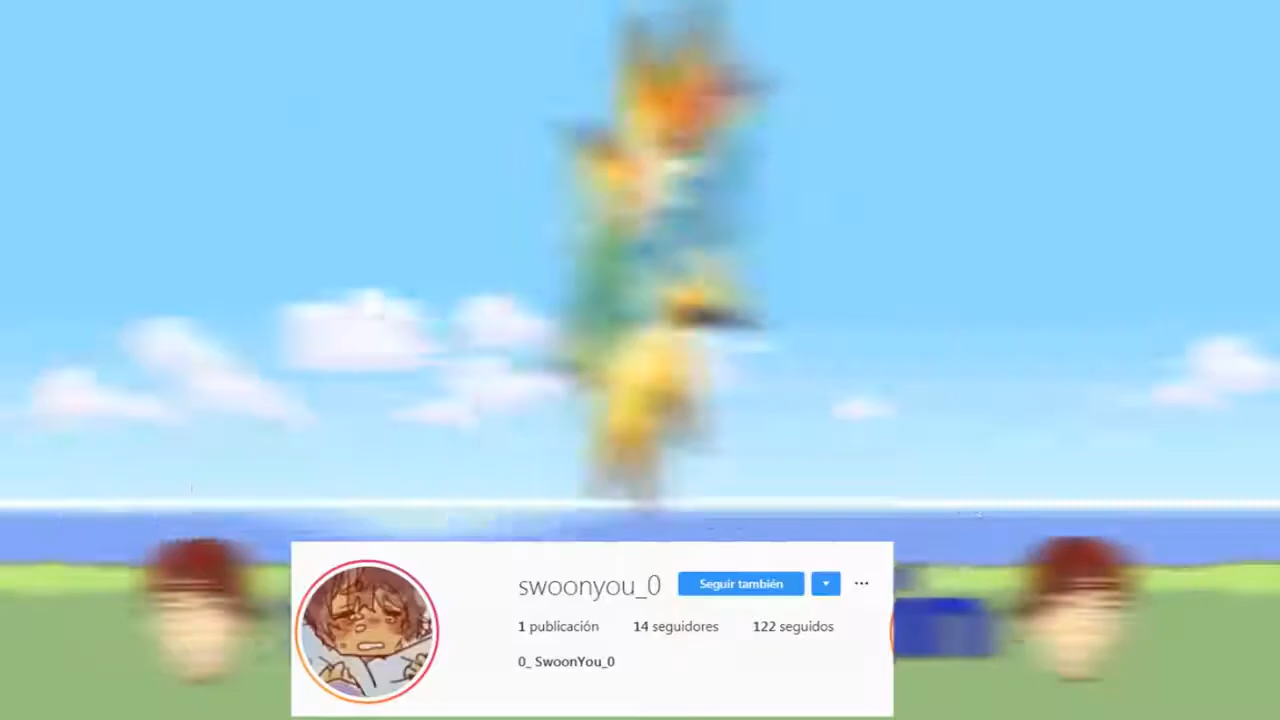 swoonyou_0 Seguir también ...
1 publicación 14 seguidores 122 seguidos
0_ SwoonYou_0